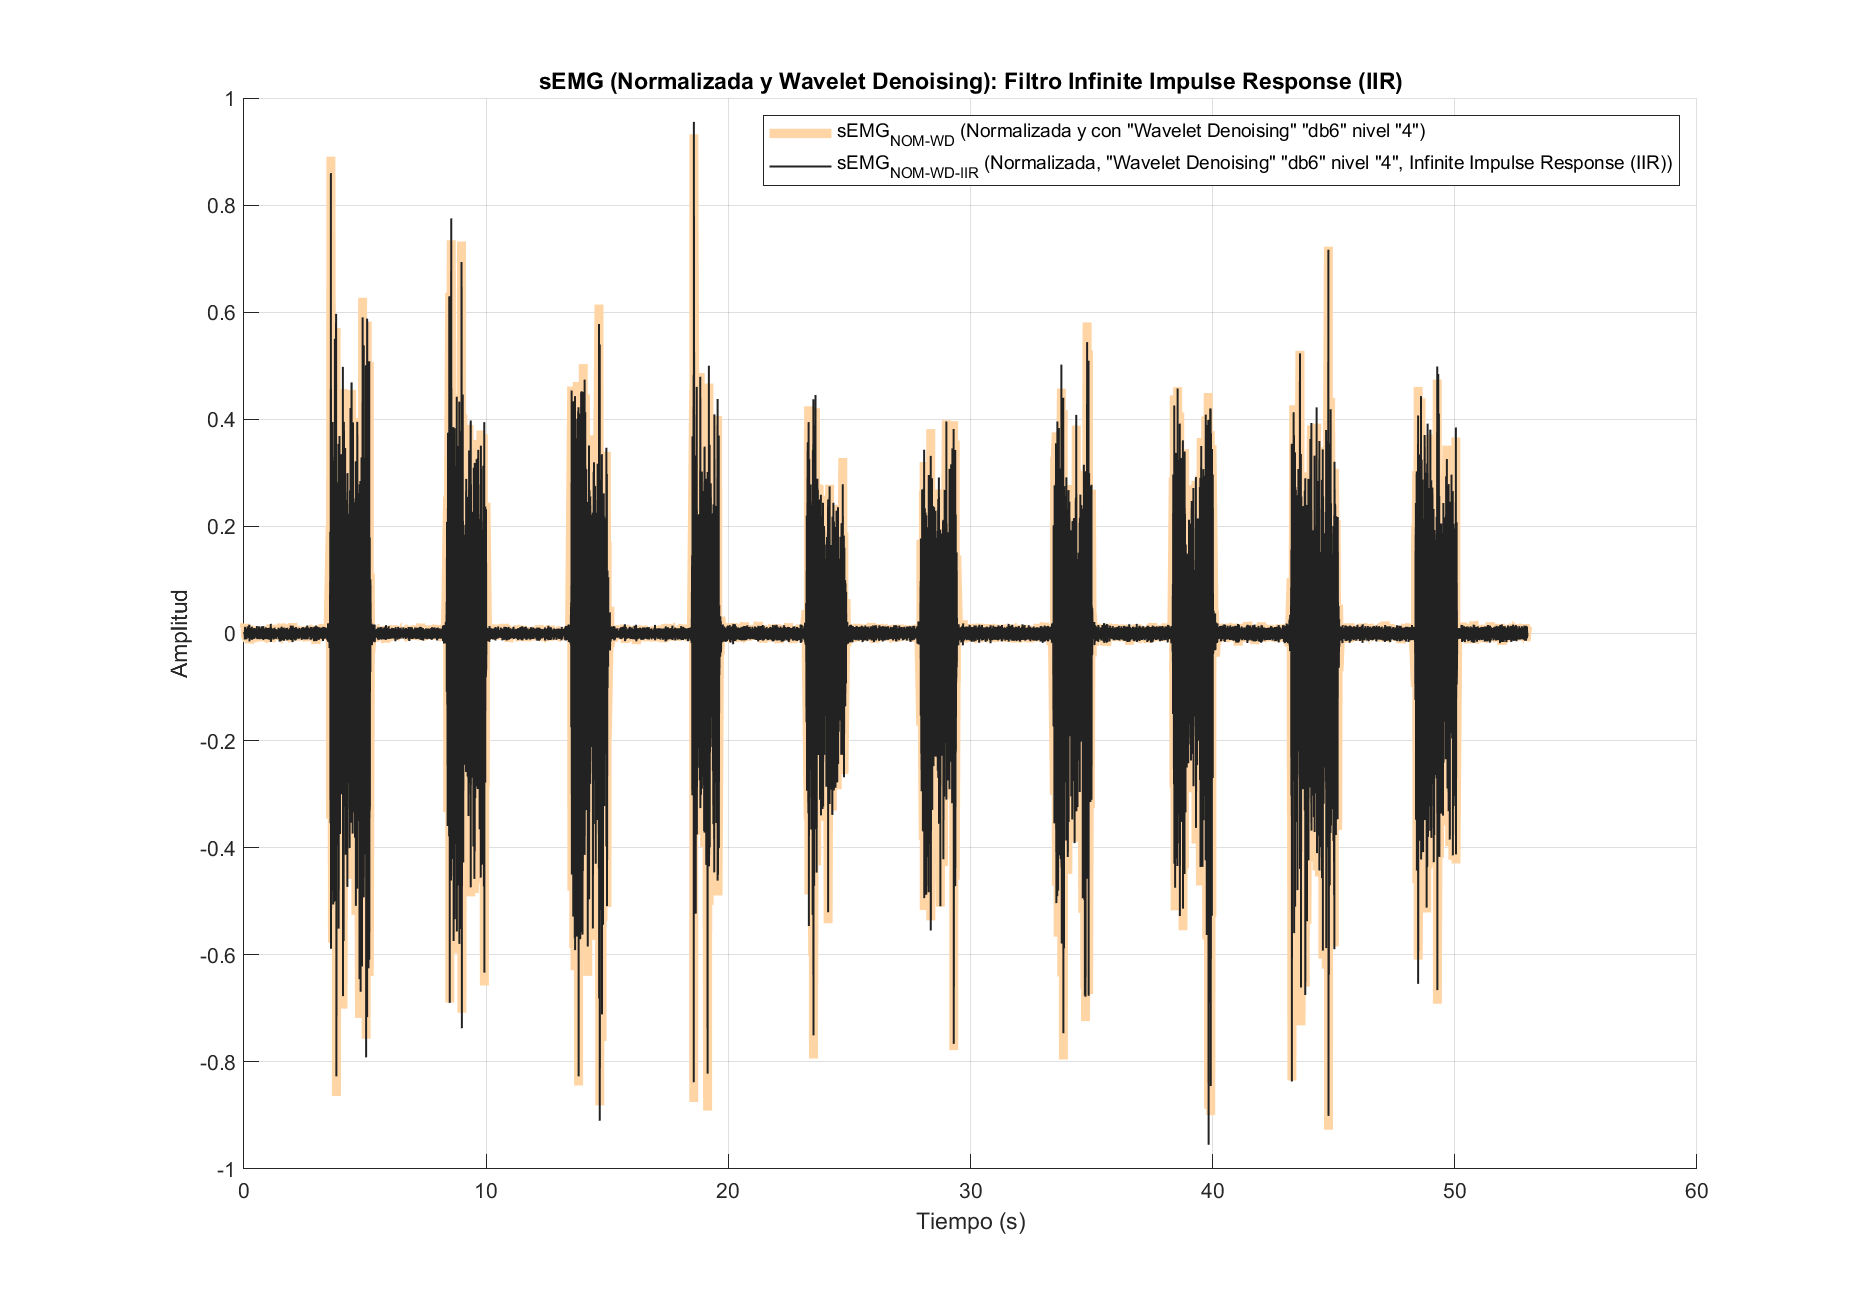 sEMG (Normalizada y Wavelet Denoising): Filtro Infinite Impulse Response (IIR)
sEMG_NOM-WD (Normalizada y con "Wavelet Denoising" "db6" nivel "4")
sEMG_NOM-WD-IIR (Normalizada, "Wavelet Denoising" "db6" nivel "4", Infinite Impulse Response (IIR))
1
0.8
0.6
0.4
0.2
0
-0.2
-0.4
-0.6
-0.8
-1
Amplitud
0 10 20 30 40 50 60
Tiempo (s)